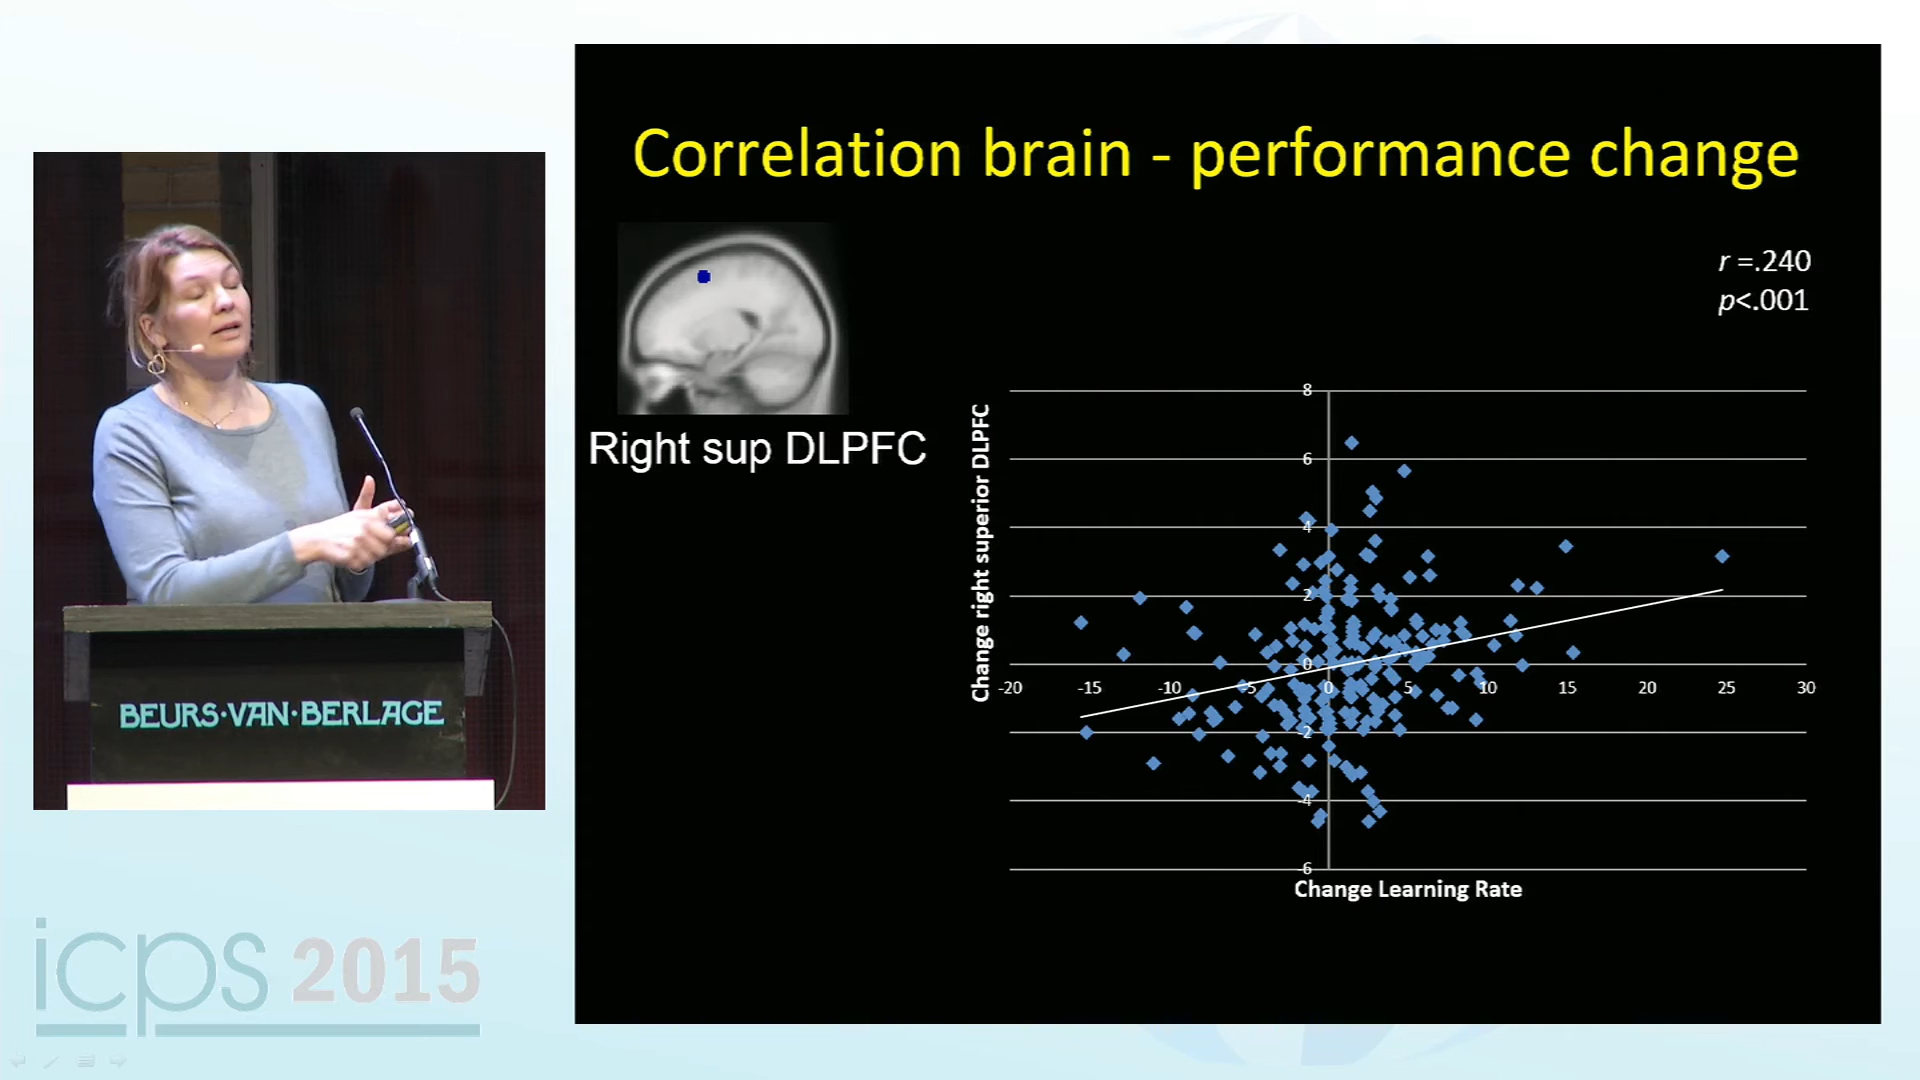 Correlation brain - performance change
r =.240
p<.001
Right sup DLPFC
Change right superior DLPFC
8
6
4
2
0
-2
-4
-6
-20 -15 -10 -5 0 5 10 15 20 25 30
Change Learning Rate
BEURS·VAN·BERLAGE
icps 2015